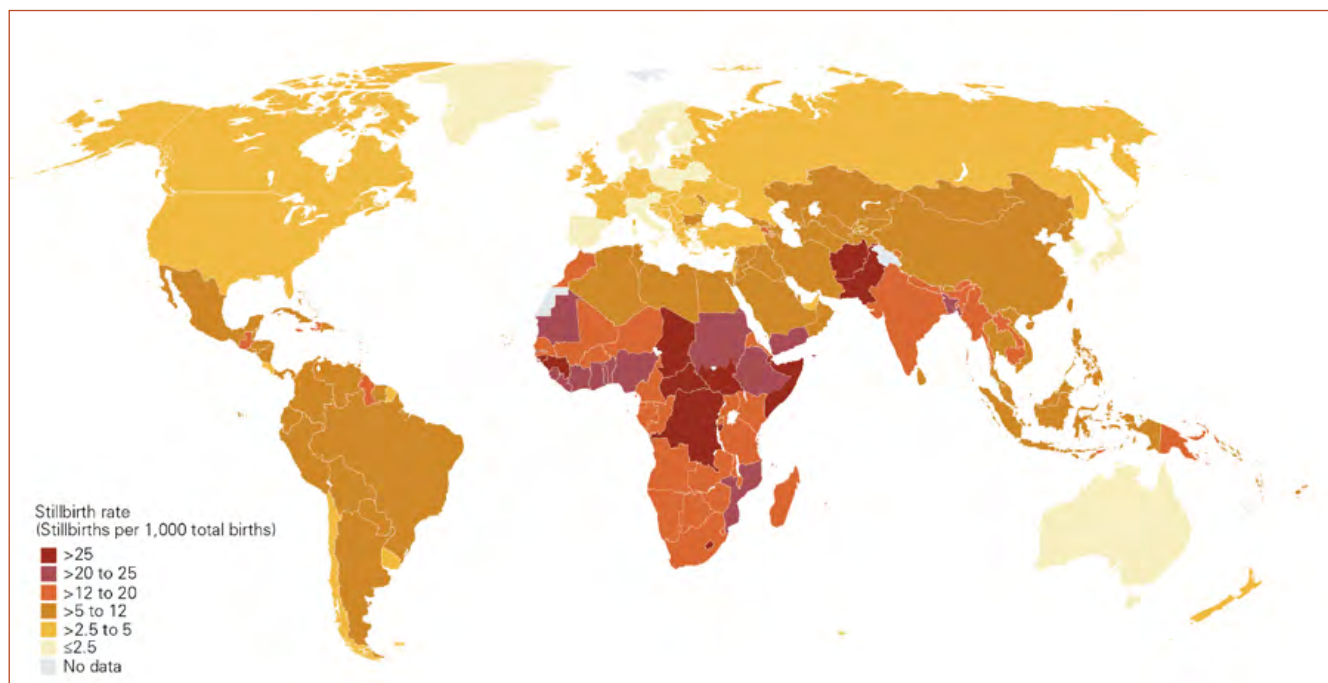 Stillbirth rate
(Stillbirths per 1,000 total births)
>25
>20 to 25
>12 to 20
>5 to 12
>2.5 to 5
≤2.5
No data